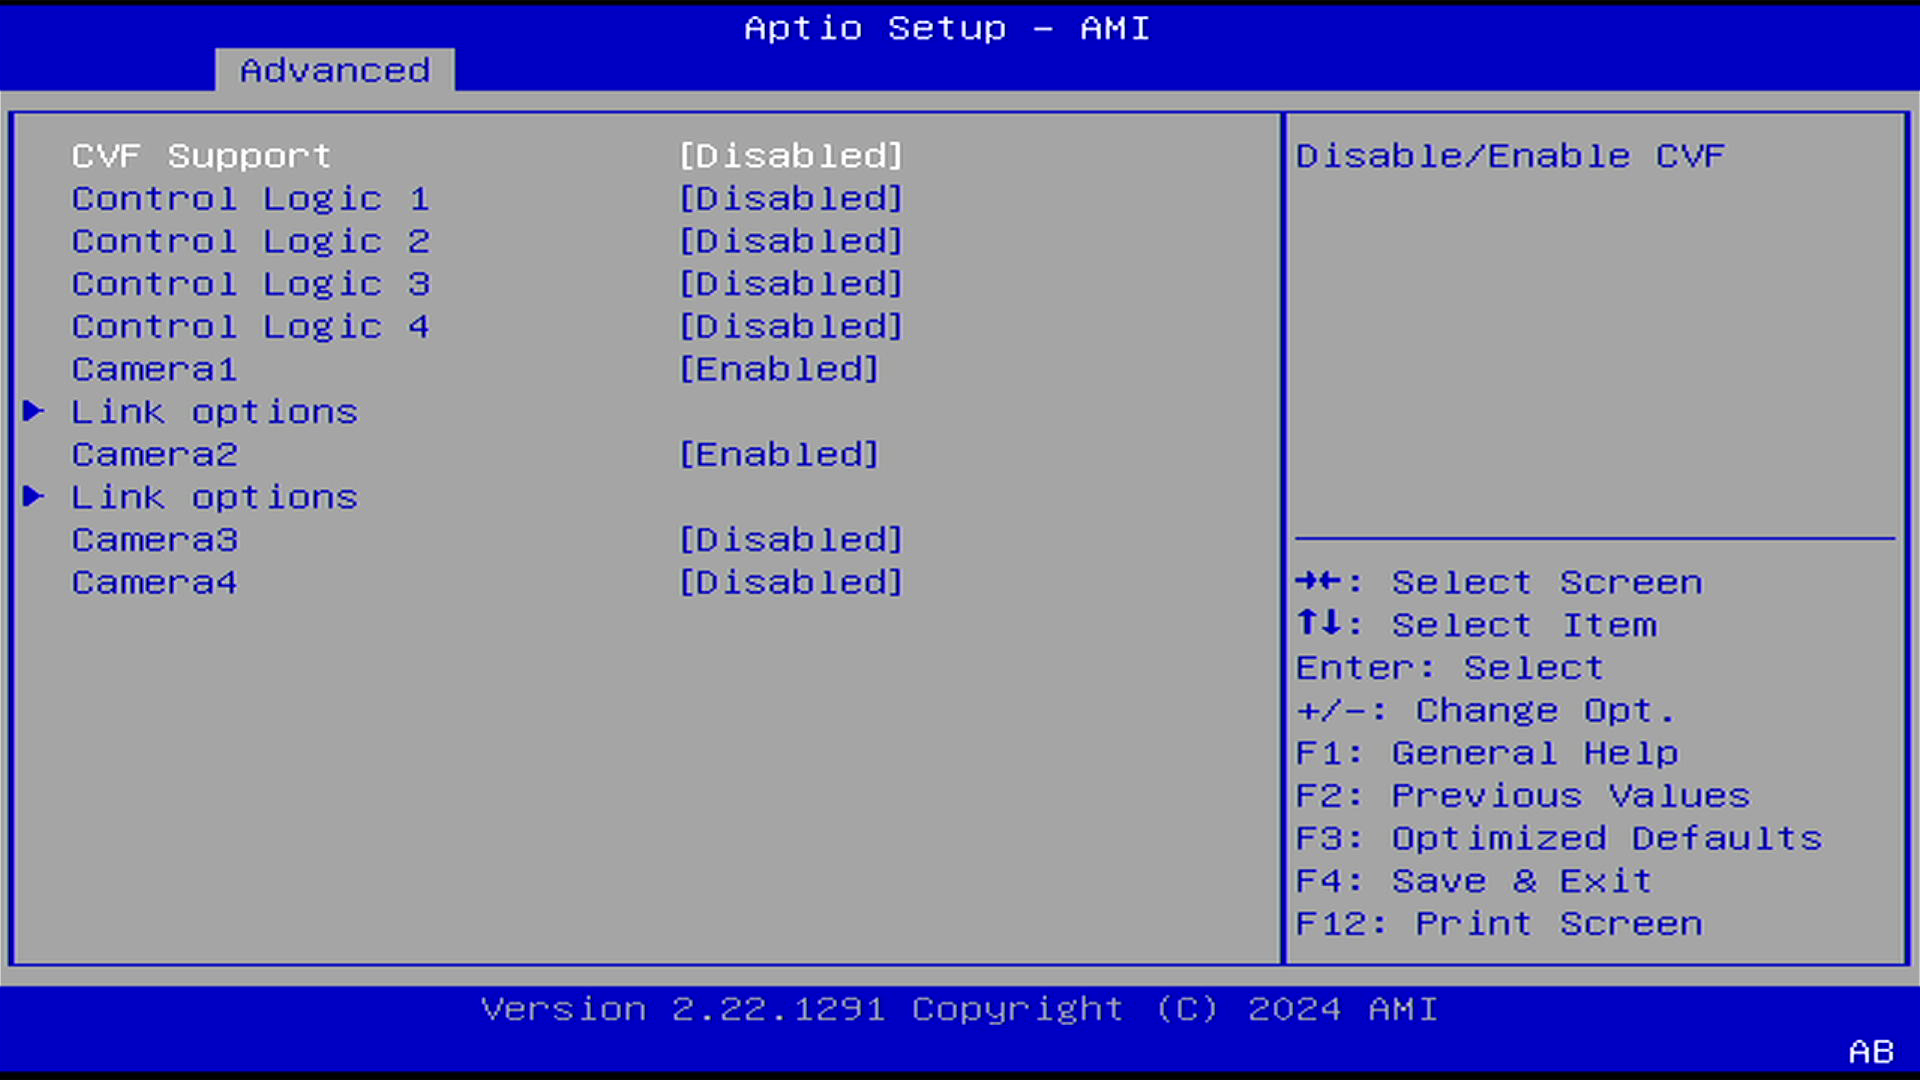 Aptio Setup - AMI
Advanced
CVF Support [Disabled]
Control Logic 1 [Disabled]
Control Logic 2 [Disabled]
Control Logic 3 [Disabled]
Control Logic 4 [Disabled]
Camera1 [Enabled]
► Link options
Camera2 [Enabled]
► Link options
Camera3 [Disabled]
Camera4 [Disabled]
Disable/Enable CVF
→←: Select Screen
↑↓: Select Item
Enter: Select
+/-: Change Opt.
F1: General Help
F2: Previous Values
F3: Optimized Defaults
F4: Save & Exit
F12: Print Screen
Version 2.22.1291 Copyright (C) 2024 AMI
AB